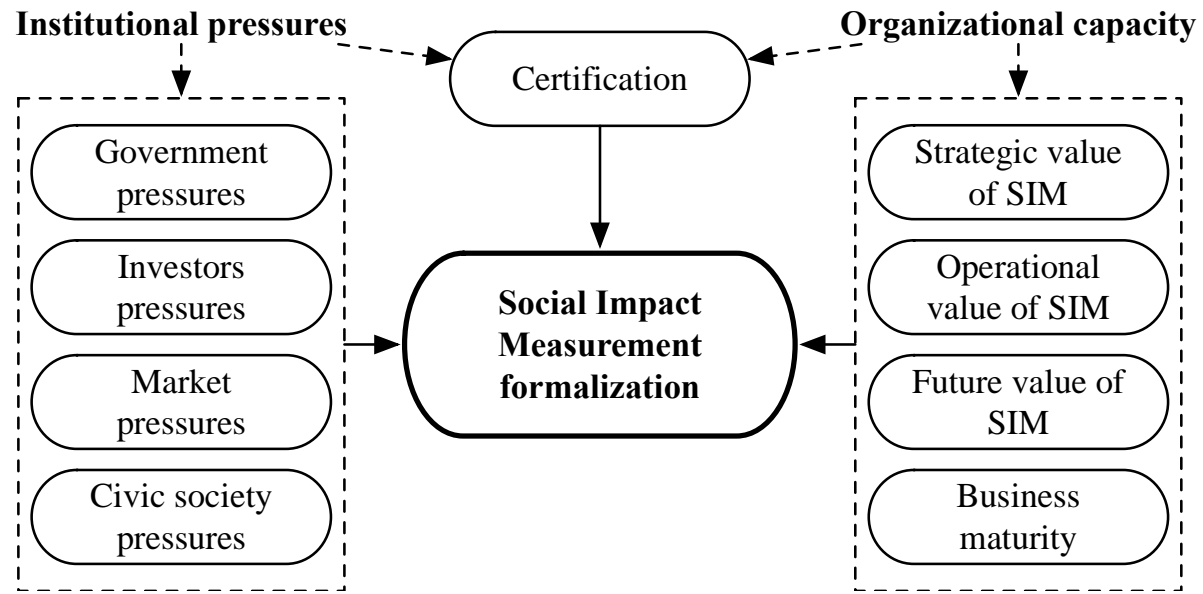 Institutional pressures
Organizational capacity
Certification
Government
pressures
Investors
pressures
Market
pressures
Civic society
pressures
Social Impact
Measurement
formalization
Strategic value
of SIM
Operational
value of SIM
Future value of
SIM
Business
maturity